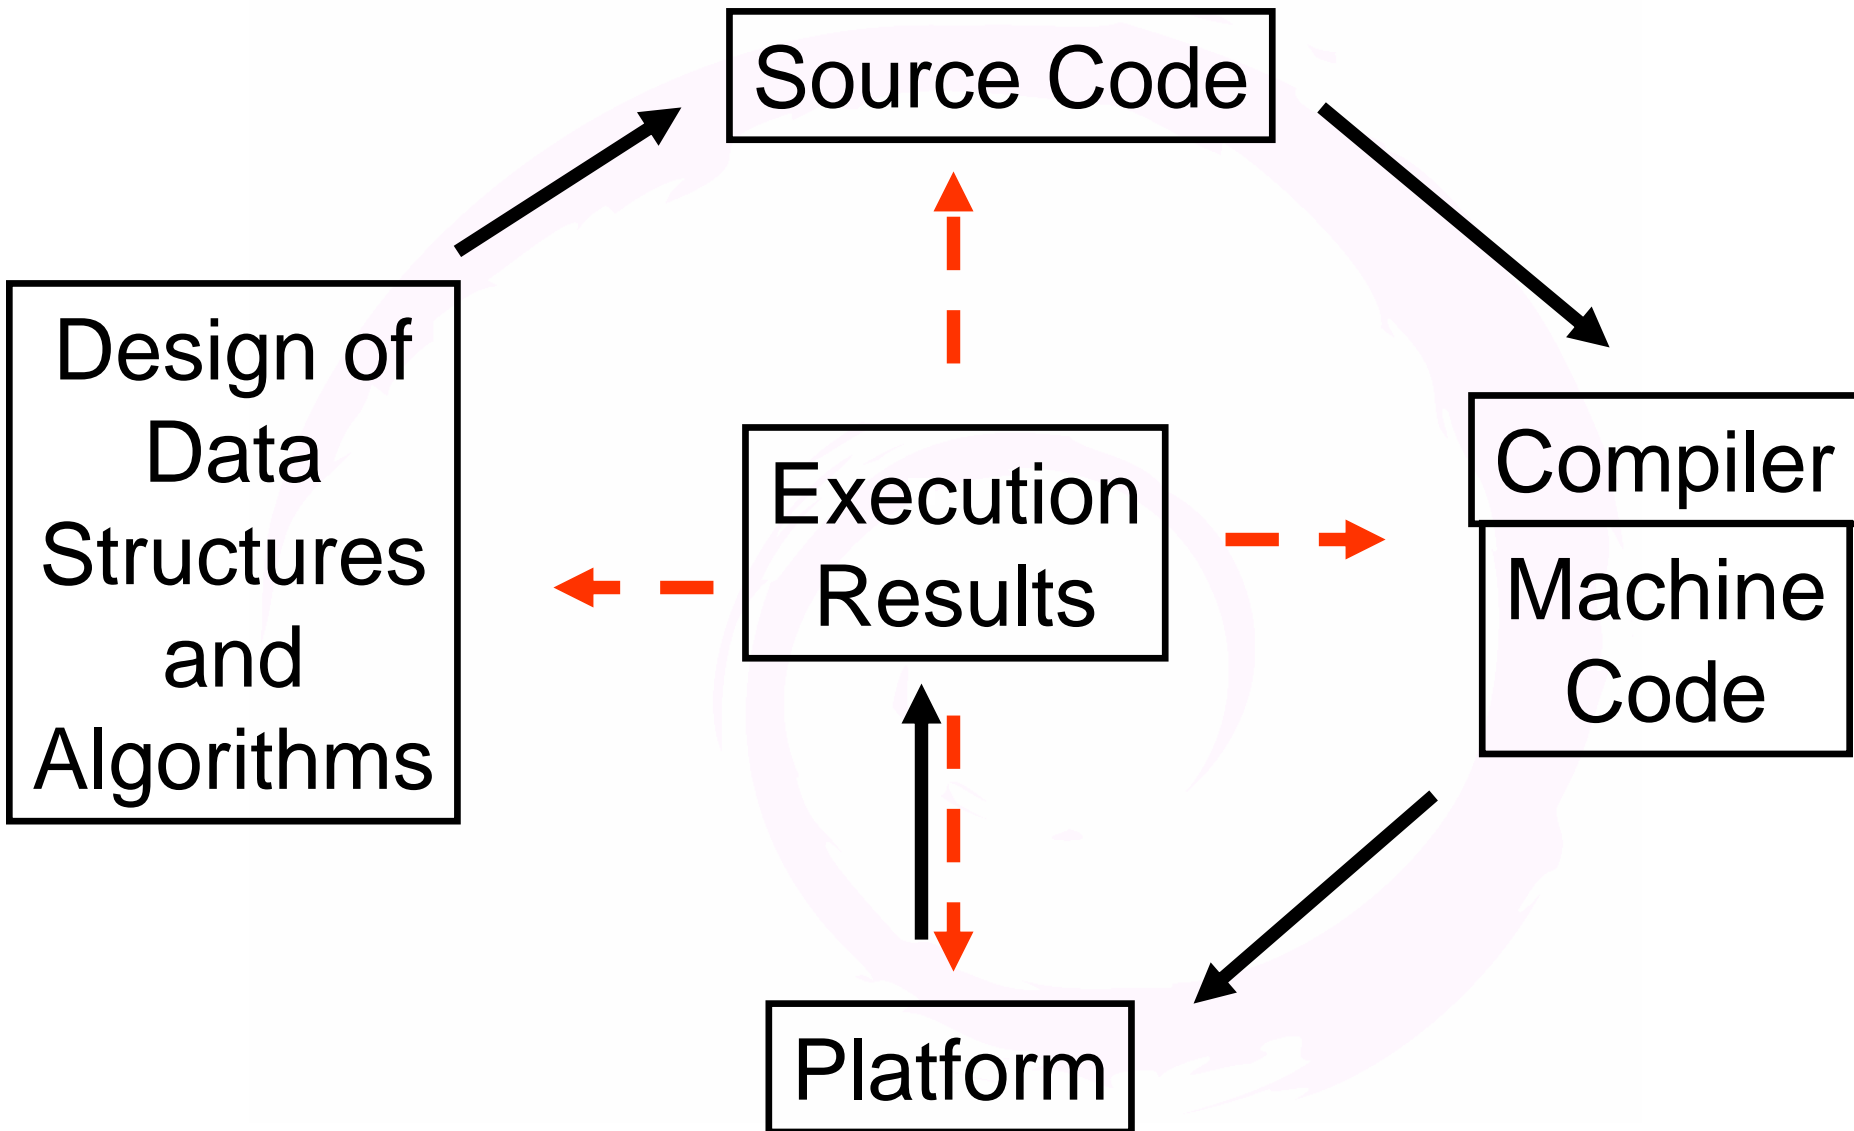 Source Code
Design of
Data
Structures
and
Algorithms
Execution
Results
Compiler
Machine
Code
Platform